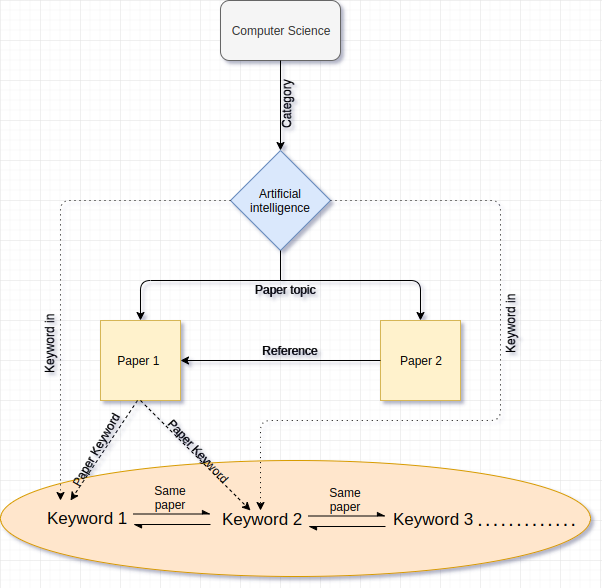 Computer Science
Category
Artificial
intelligence
Paper topic
Keyword in
Keyword in
Paper 1
Reference
Paper 2
Paper Keyword
Paper Keyword
Same
paper
Same
paper
Keyword 1
Keyword 2
Keyword 3 . . . . . . . . . . . . .